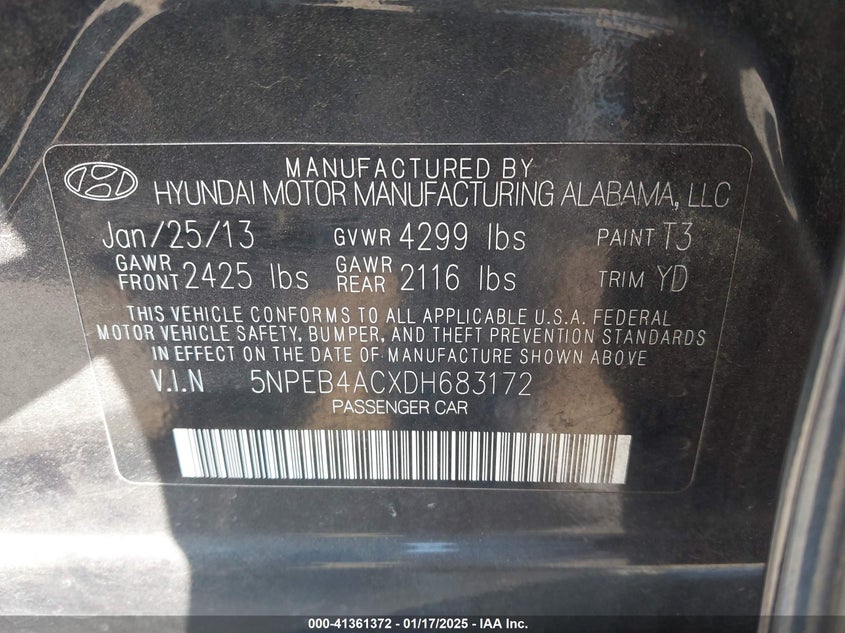 MANUFACTURED BY
HYUNDAI MOTOR MANUFACTURING ALABAMA, LLC
Jan/25/13 GVWR 4299 lbs PAINT T3
GAWR FRONT 2425 lbs GAWR REAR 2116 lbs TRIM YD
THIS VEHICLE CONFORMS TO ALL APPLICABLE U.S.A. FEDERAL
MOTOR VEHICLE SAFETY, BUMPER, AND THEFT PREVENTION STANDARDS
IN EFFECT ON THE DATE OF MANUFACTURE SHOWN ABOVE.
V.I.N 5NPEB4ACXDH683172
PASSENGER CAR
000-41361372 - 01/17/2025 - IAA Inc.